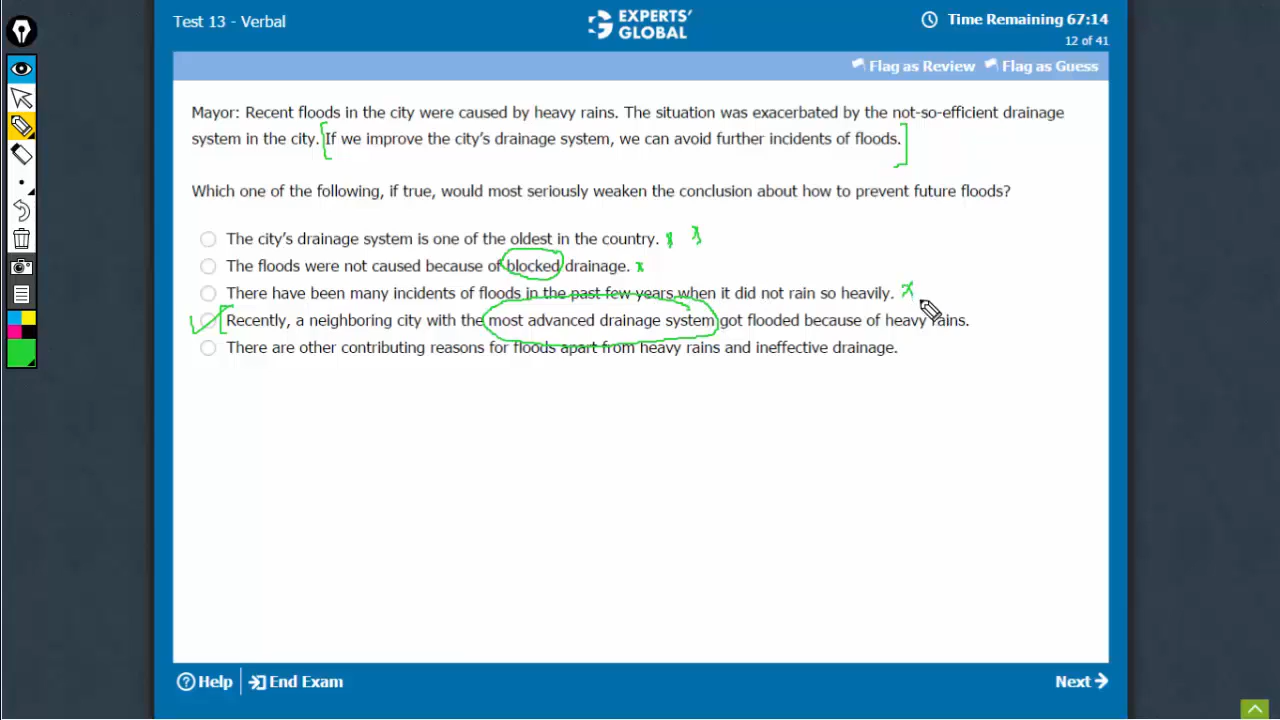 Test 13 - Verbal
EXPERTS'
GLOBAL
Time Remaining 67:14
12 of 41
Flag as Review
Flag as Guess
Mayor: Recent floods in the city were caused by heavy rains. The situation was exacerbated by the not-so-efficient drainage
system in the city. If we improve the city's drainage system, we can avoid further incidents of floods.
Which one of the following, if true, would most seriously weaken the conclusion about how to prevent future floods?
The city's drainage system is one of the oldest in the country.
The floods were not caused because of blocked drainage.
There have been many incidents of floods in the past few years when it did not rain so heavily.
Recently, a neighboring city with the most advanced drainage system got flooded because of heavy rains.
There are other contributing reasons for floods apart from heavy rains and ineffective drainage.
Help
End Exam
Next